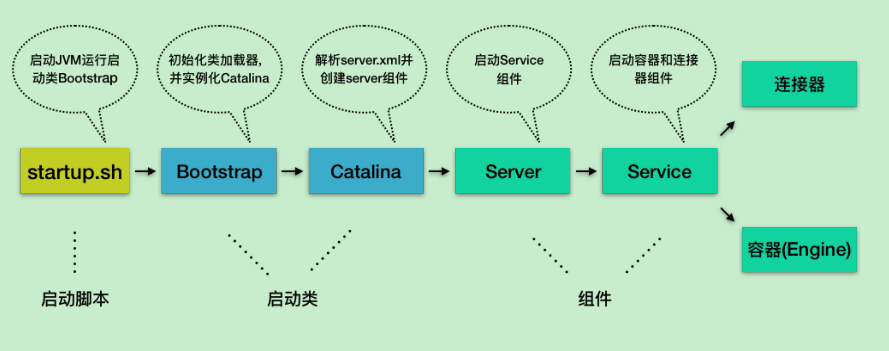 启动JVM运行启
动类Bootstrap
初始化类加载器,
并实例化Catalina
解析server.xml并
创建server组件
启动Service
组件
启动容器和连接
器组件
连接器
startup.sh
Bootstrap
Catalina
Server
Service
容器(Engine)
启动脚本
启动类
组件